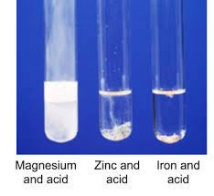 Magnesium and acid
Zinc and acid
Iron and acid